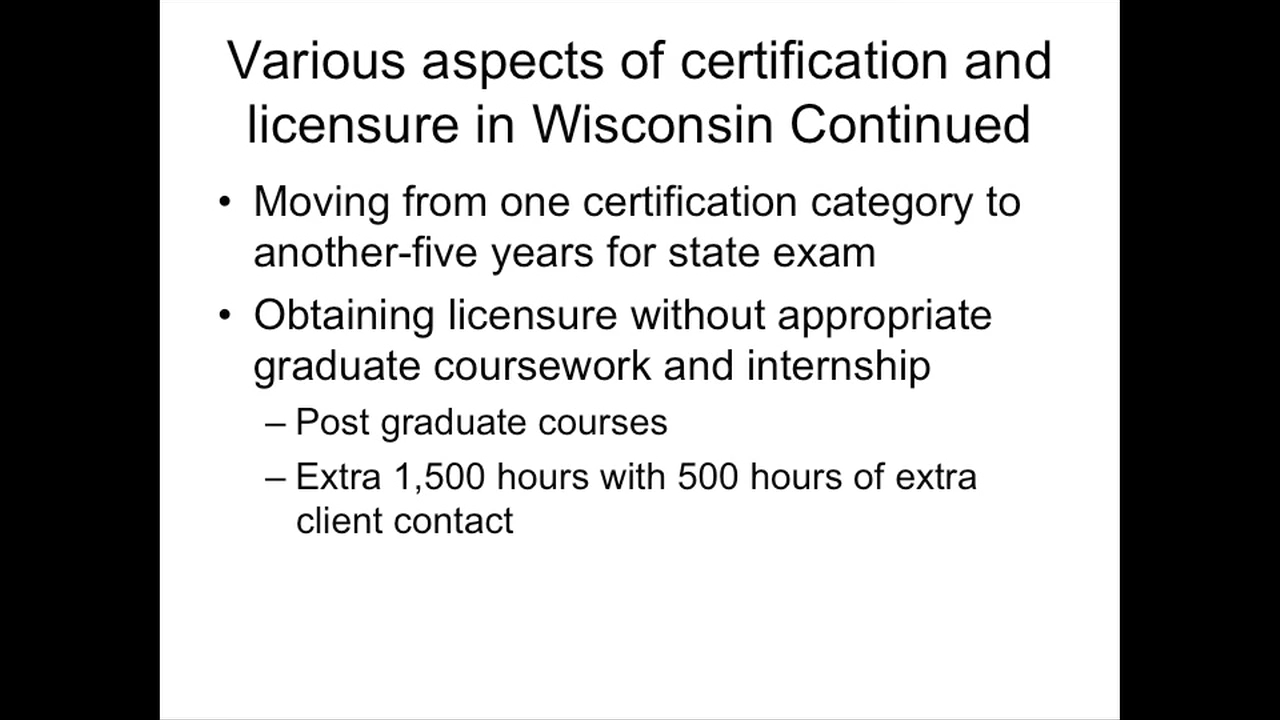 Various aspects of certification and
licensure in Wisconsin Continued
• Moving from one certification category to
another-five years for state exam
• Obtaining licensure without appropriate
graduate coursework and internship
– Post graduate courses
– Extra 1,500 hours with 500 hours of extra
client contact